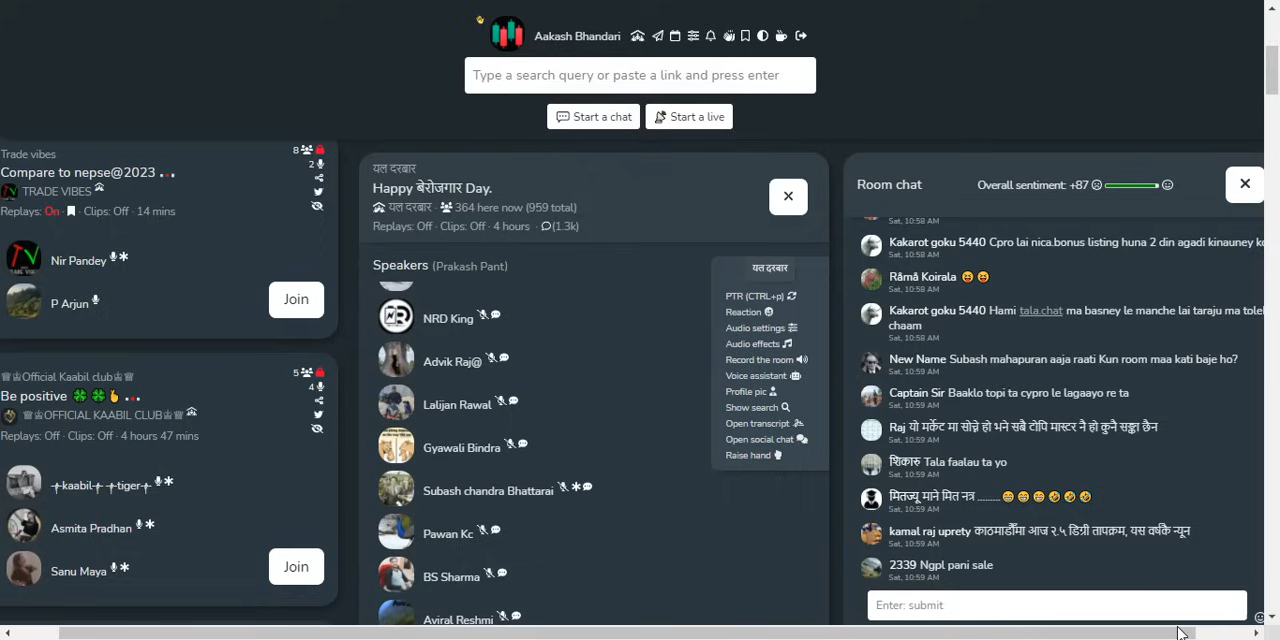 Aakash Bhandari
Type a search query or paste a link and press enter
Start a chat
Start a live
Trade vibes
8
Compare to nepse@2023
2
TRADE VIBES
Replays: On · Clips: Off · 14 mins
Nir Pandey
P Arjun
Join
♕♔Official Kaabil club♔♕
5
Be positive 🍀 🍀
4
♕♔OFFICIAL KAABIL CLUB♔♕
Replays: Off · Clips: Off · 4 hours 47 mins
kaabil tiger
Asmita Pradhan
Sanu Maya
Join
यल दरबार
Happy बेरोजगार Day.
यल दरबार · 364 here now (959 total)
Replays: Off · Clips: Off · 4 hours · (1.3k)
Speakers (Prakash Pant)
NRD King
Advik Raj@
Lalijan Rawal
Gyawali Bindra
Subash chandra Bhattarai
Pawan Kc
BS Sharma
Aviral Reshmi
यल दरबार
PTR (CTRL+p)
Reaction
Audio settings
Audio effects
Record the room
Voice assistant
Profile pic
Show search
Open transcript
Open social chat
Raise hand
Room chat
Overall sentiment: +87
Sat, 10:58 AM
Kakarot goku 5440 Cpro lai nica.bonus listing huna 2 din agadi kinauney
Sat, 10:58 AM
Råmå Koirala 😆 😆
Sat, 10:58 AM
Kakarot goku 5440 Hami tala.chat ma basney le manche lai taraju ma
chaam
Sat, 10:58 AM
New Name Subash mahapuran aaja raati Kun room maa kati baje ho?
Sat, 10:59 AM
Captain Sir Baaklo topi ta cypro le lagaayo re ta
Sat, 10:59 AM
Raj यो मर्केट मा सोच्ने हो भने सबै टोपि मास्टर नै हो कुनै सङ्का छैन
Sat, 10:59 AM
शिकारु Tala faalau ta yo
Sat, 10:59 AM
मितज्यू माने मित नत्र .......... 😁 😁 😁 🤣 🤣 🤣
Sat, 10:59 AM
kamal raj uprety काठमाडौँमा आज २.५ डिग्री तापक्रम, यस वर्षकै न्यून
Sat, 10:59 AM
2339 Ngpl pani sale
Sat, 10:59 AM
Enter: submit